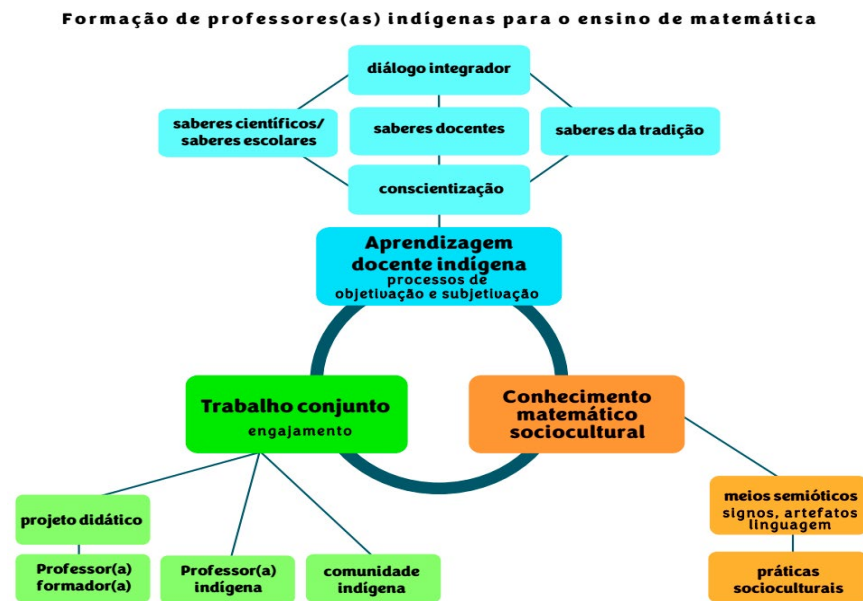 Formação de professores(as) indígenas para o ensino de matemática
diálogo integrador
saberes científicos/
saberes escolares
saberes docentes
saberes da tradição
conscientização
Aprendizagem
docente indígena
processos de
objetivação e subjetivação
Trabalho conjunto
engajamento
Conhecimento
matemático
sociocultural
projeto didático
Professor(a)
formador(a)
Professor(a)
indígena
comunidade
indígena
meios semióticos
signos, artefatos
linguagem
práticas
socioculturais